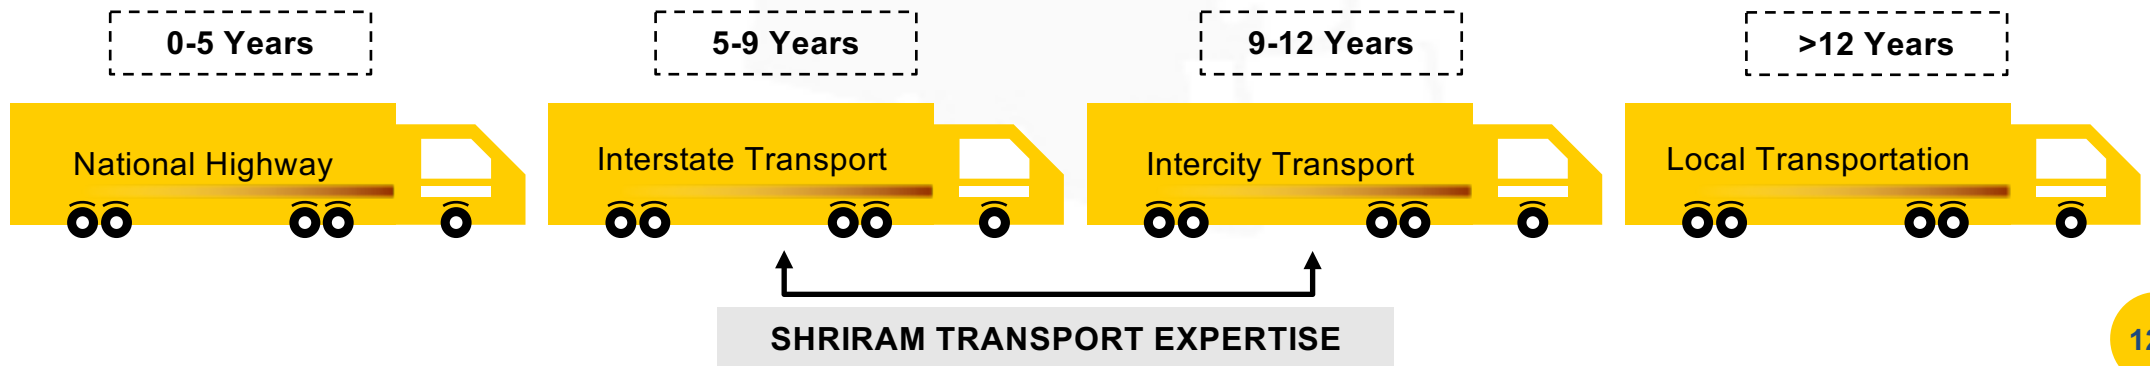 0-5 Years
5-9 Years
9-12 Years
>12 Years
National Highway
Interstate Transport
Intercity Transport
Local Transportation
SHRIRAM TRANSPORT EXPERTISE
12